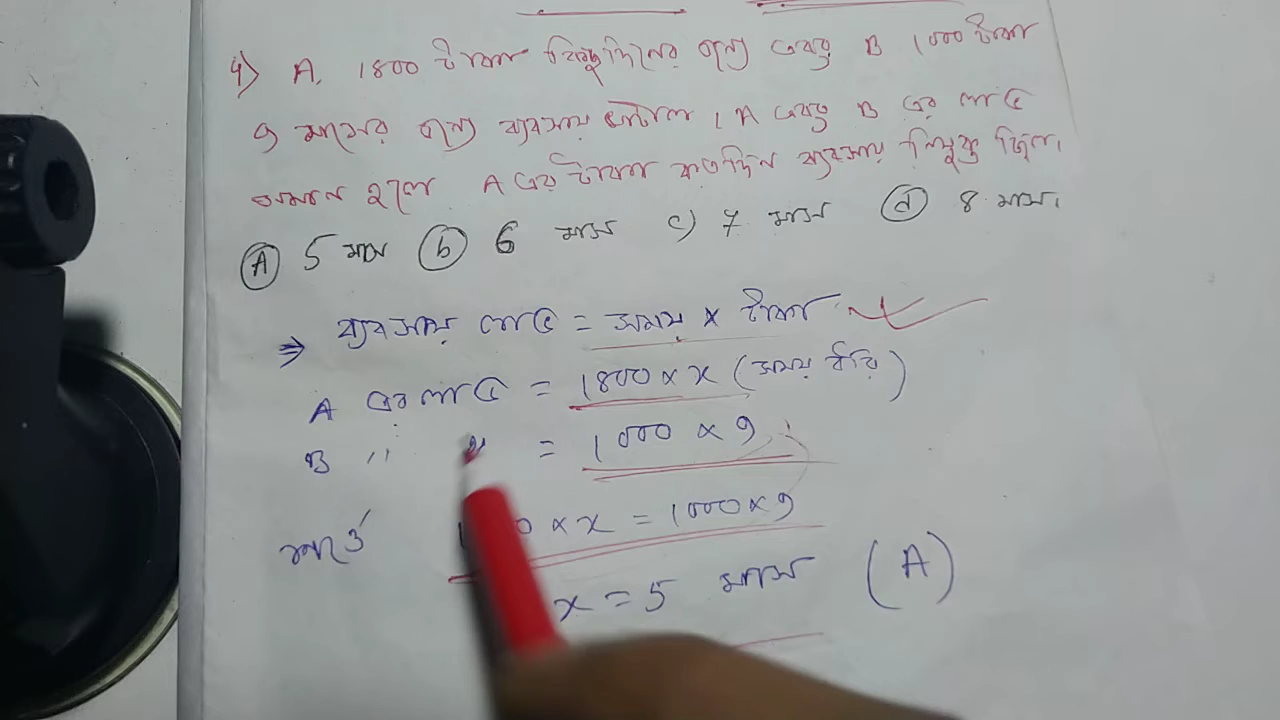 4) A, 1800 টাকা কিছুদিনের জন্য এবং B 1000 টাকা
9 মাসের জন্য ব্যবসায় খাটাল। A এবং B এর লাভ
সমান হলে A এর টাকা কতদিন ব্যবসায় নিযুক্ত ছিল।
(A) 5 মাস (b) 6 মাস c) 7 মাস (d) 8 মাস।
⇒ ব্যবসায় লাভ = সময় × টাকা
A এর লাভ = 1800 × x (সময় ধরি)
B " " = 1000 × 9
শর্তে × x = 1000 × 9
x = 5 মাস (A)